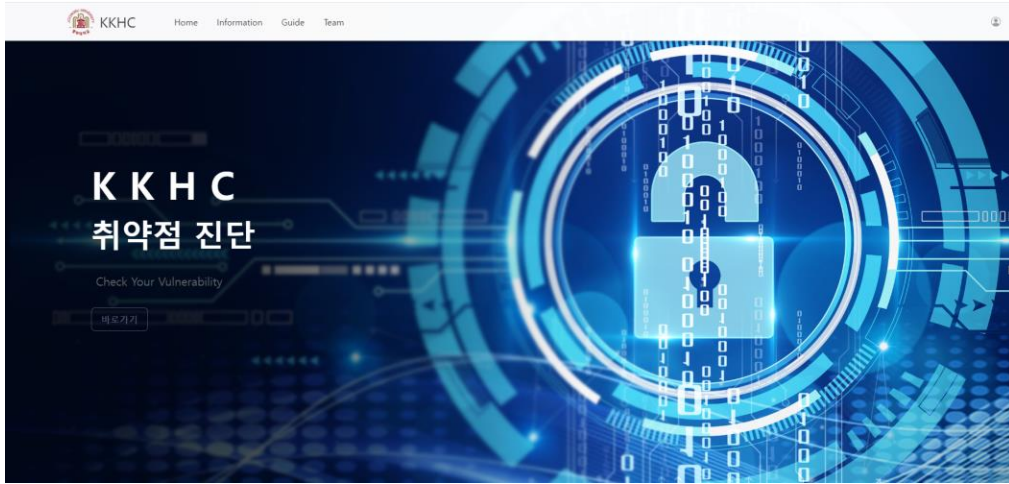 KKHC
Home Information Guide Team
K K H C
취약점 진단
Check Your Vulnerability
바로가기